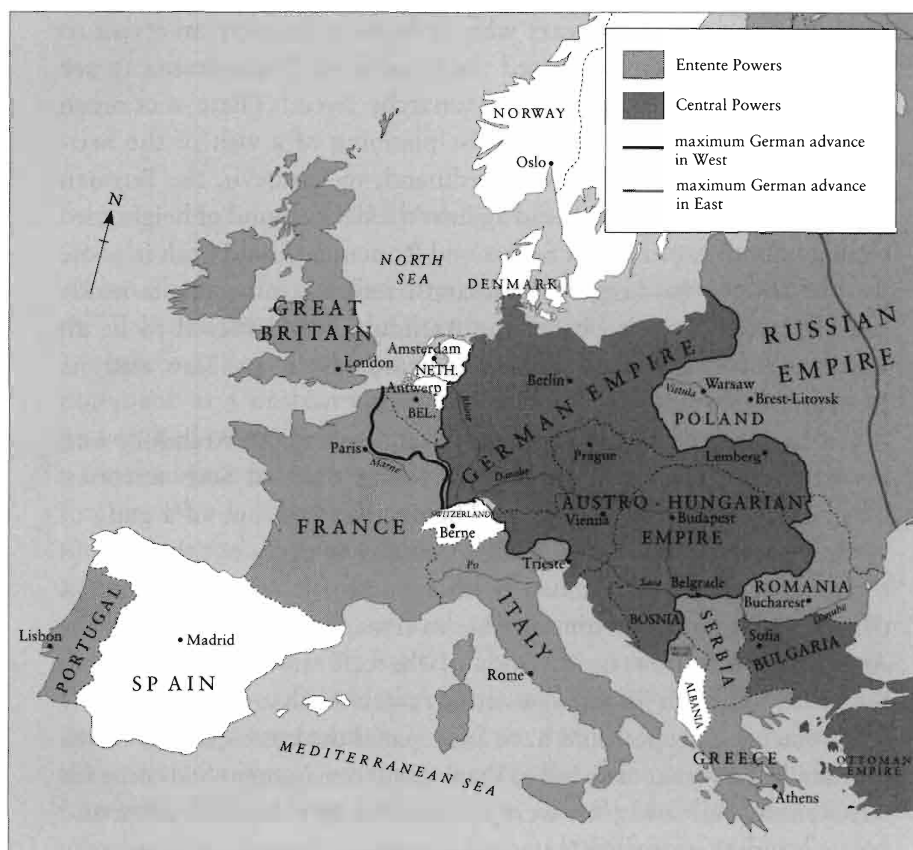 Entente Powers
Central Powers
maximum German advance
in West
maximum German advance
in East
N
NORWAY
Oslo
NORTH
SEA
DENMARK
GREAT
BRITAIN
London
Amsterdam
NETH.
Antwerp
BEL.
Rhine
Berlin
GERMAN EMPIRE
RUSSIAN
EMPIRE
Vistula
Warsaw
Brest-Litovsk
POLAND
Paris
Marne
Prague
Lemberg
Danube
FRANCE
SWITZERLAND
Berne
AUSTRO-HUNGARIAN
EMPIRE
Vienna
Budapest
Po
Trieste
Sava
Belgrade
ROMANIA
Bucharest
Danube
BOSNIA
SERBIA
Sofia
BULGARIA
ITALY
Rome
ALBANIA
PORTUGAL
Lisbon
Madrid
SPAIN
MEDITERRANEAN SEA
GREECE
Athens
OTTOMAN
EMPIRE